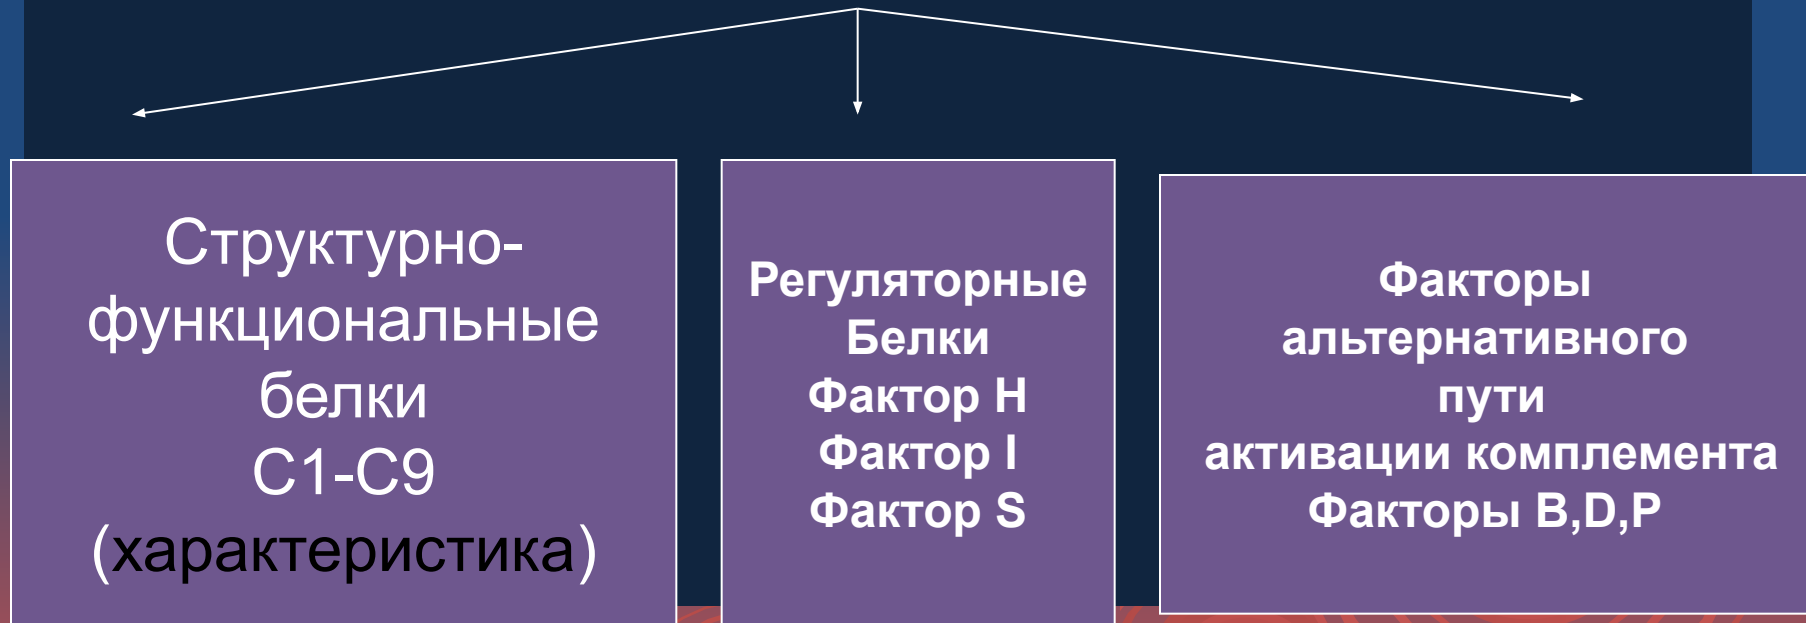 Структурно-
функциональные
белки
С1-С9
(характеристика)
Регуляторные
Белки
Фактор Н
Фактор I
Фактор S
Факторы
альтернативного
пути
активации комплемента
Факторы B,D,P